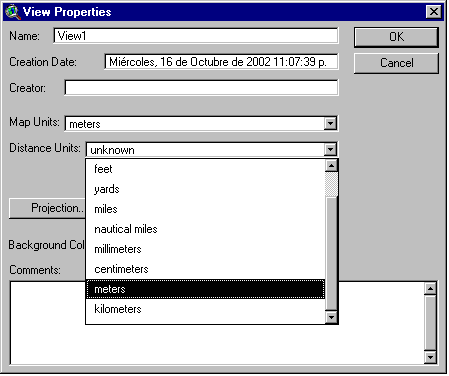 View Properties
Name: View1
OK
Creation Date: Miércoles, 16 de Octubre de 2002 11:07:39 p.
Cancel
Creator:
Map Units: meters
Distance Units: unknown
feet
yards
miles
Projection..
nautical miles
Background Col
millimeters
Comments:
centimeters
meters
kilometers